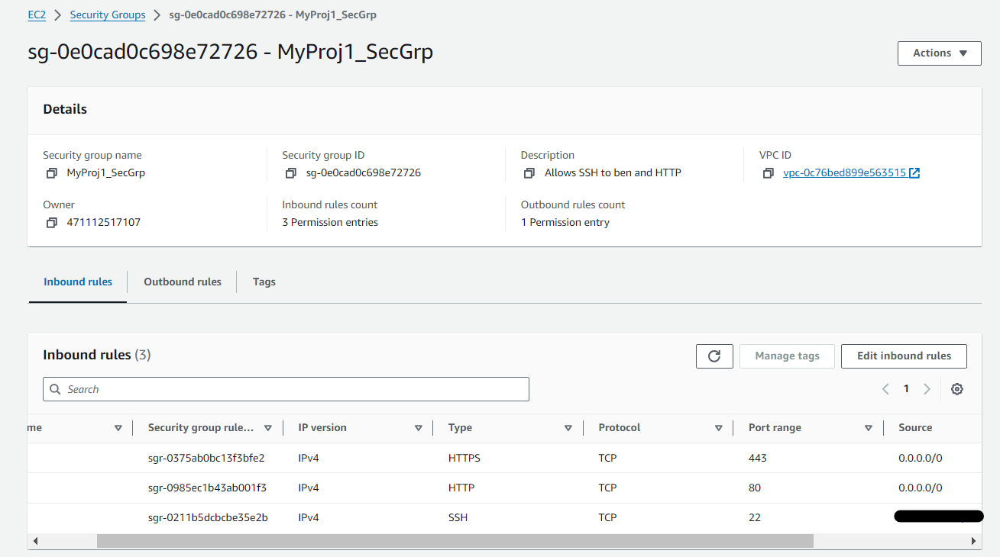 EC2 > Security Groups > sg-0e0cad0c698e72726 - MyProj1_SecGrp
sg-0e0cad0c698e72726 - MyProj1_SecGrp
Actions
Details
Security group name Security group ID Description VPC ID
MyProj1_SecGrp sg-0e0cad0c698e72726 Allows SSH to ben and HTTP vpc-0c76bed899e563515
Owner Inbound rules count Outbound rules count
471112517107 3 Permission entries 1 Permission entry
Inbound rules Outbound rules Tags
Inbound rules (3) Manage tags Edit inbound rules
Search 1
me Security group rule... IP version Type Protocol Port range Source
sgr-0375ab0bc13f3bfe2 IPv4 HTTPS TCP 443 0.0.0.0/0
sgr-0985ec1b43ab001f3 IPv4 HTTP TCP 80 0.0.0.0/0
sgr-0211b5dcbcbe35e2b IPv4 SSH TCP 22